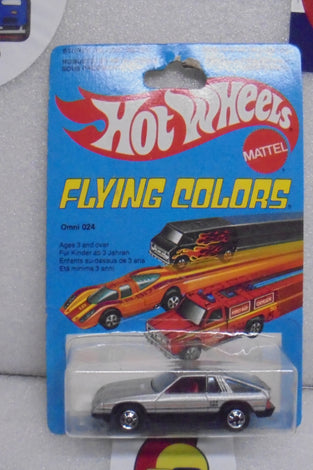 HOT WHEELS
MATTEL
FLYING COLORS
Omni 024
Ages 3 and over
Für Kinder ab 3 Jahren
Enfants au-dessus de 3 ans
Età minima 3 anni